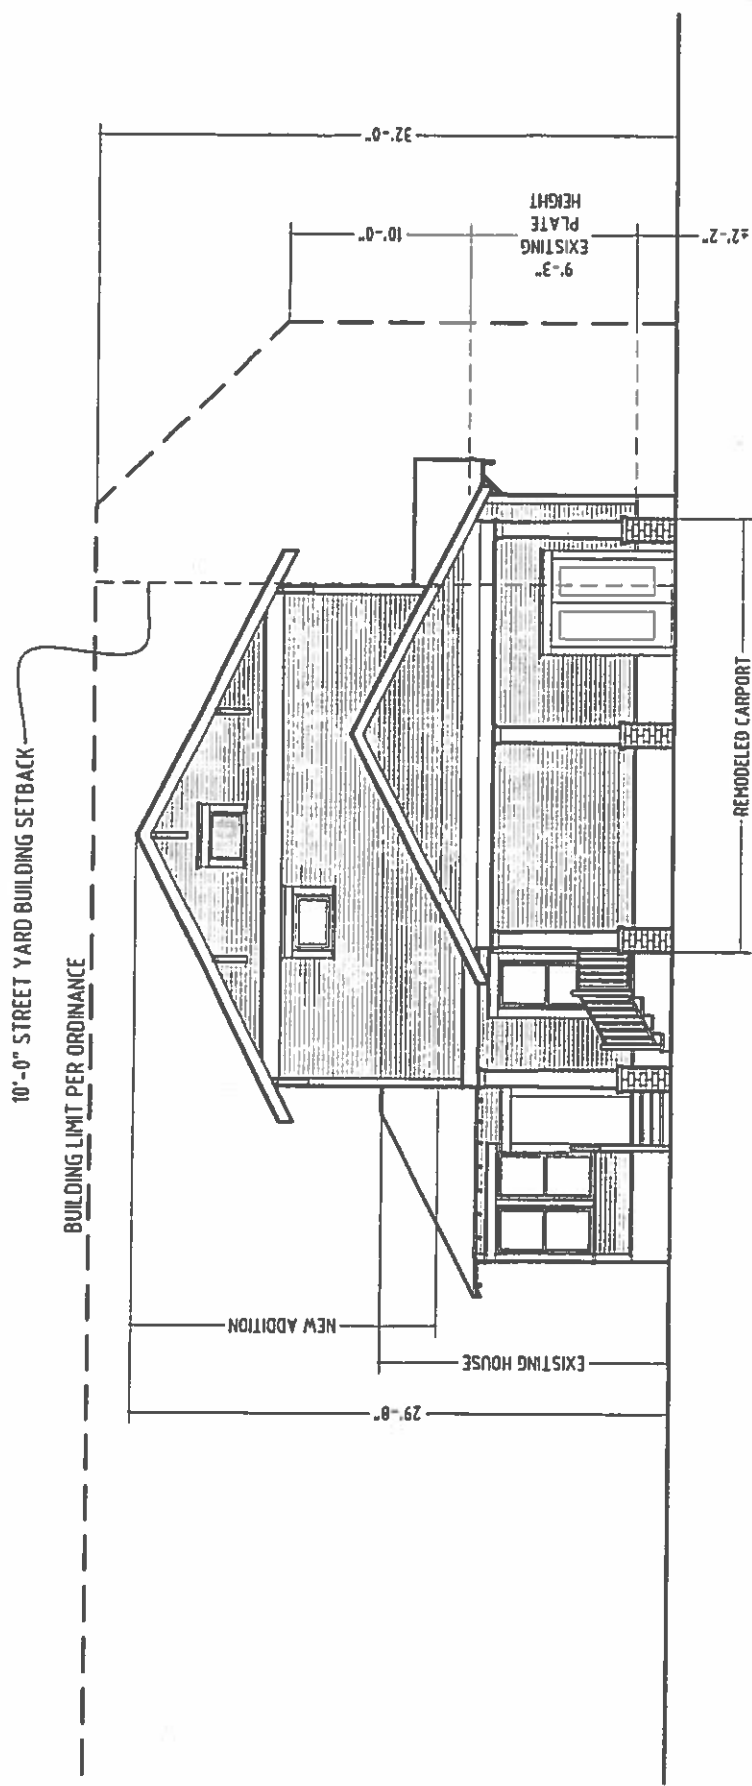 10'-0" STREET YARD BUILDING SETBACK
BUILDING LIMIT PER ORDINANCE
32'-0"
10'-0"
9'-3"
EXISTING
PLATE
HEIGHT
±2'-2"
NEW ADDITION
EXISTING HOUSE
29'-8"
REMODELED CARPORT